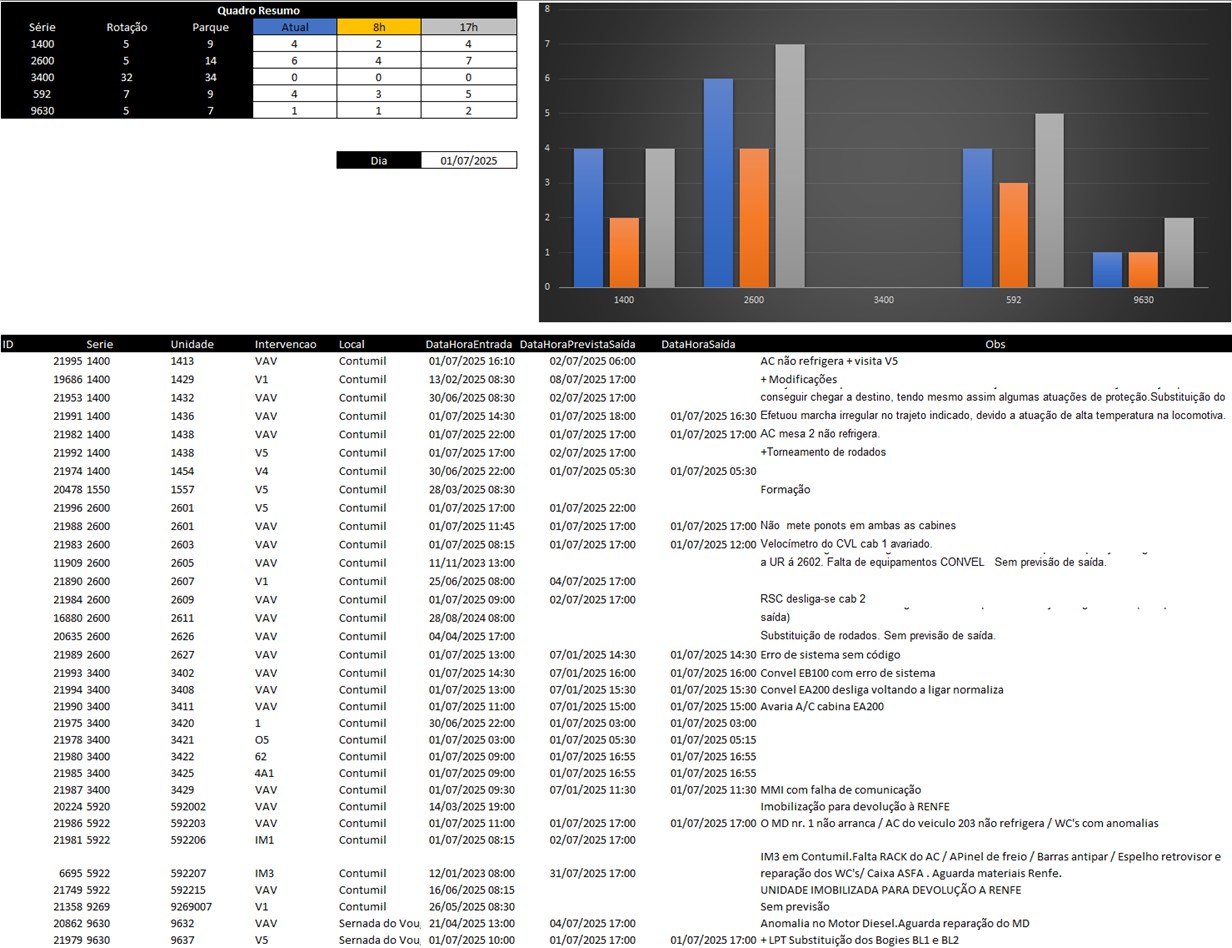 Quadro Resumo
Série Rotação Parque Atual 8h 17h
1400 5 9 4 2 4
2600 5 14 6 4 7
3400 32 34 0 0 0
592 7 9 4 3 5
9630 5 7 1 1 2
Dia 01/07/2025
8
7
6
5
4
3
2
1
0
1400 2600 3400 592 9630
ID Serie Unidade Intervencao Local DataHoraEntrada DataHoraPrevistaSaída DataHoraSaída Obs
21995 1400 1413 VAV Contumil 01/07/2025 16:10 02/07/2025 06:00 AC não refrigera + visita V5
19686 1400 1429 V1 Contumil 13/02/2025 08:30 08/07/2025 17:00 + Modificações
21953 1400 1432 VAV Contumil 30/06/2025 08:30 02/07/2025 17:00 conseguir chegar a destino, tendo mesmo assim algumas atuações de proteção.Substituição do
21991 1400 1436 VAV Contumil 01/07/2025 14:30 01/07/2025 18:00 01/07/2025 16:30 Efetuou marcha irregular no trajeto indicado, devido a atuação de alta temperatura na locomotiva.
21982 1400 1438 VAV Contumil 01/07/2025 22:00 01/07/2025 17:00 01/07/2025 17:00 AC mesa 2 não refrigera.
21992 1400 1438 V5 Contumil 01/07/2025 17:00 02/07/2025 17:00 +Torneamento de rodados
21974 1400 1454 V4 Contumil 30/06/2025 22:00 01/07/2025 05:30 01/07/2025 05:30
20478 1550 1557 V5 Contumil 28/03/2025 08:30 Formação
21996 2600 2601 V5 Contumil 01/07/2025 17:00 01/07/2025 22:00
21988 2600 2601 VAV Contumil 01/07/2025 11:45 01/07/2025 17:00 01/07/2025 17:00 Não mete ponots em ambas as cabines
21983 2600 2603 VAV Contumil 01/07/2025 08:15 01/07/2025 17:00 01/07/2025 12:00 Velocímetro do CVL cab 1 avariado.
11909 2600 2605 VAV Contumil 11/11/2023 13:00 a UR á 2602. Falta de equipamentos CONVEL Sem previsão de saída.
21890 2600 2607 V1 Contumil 25/06/2025 08:00 04/07/2025 17:00
21984 2600 2609 VAV Contumil 01/07/2025 09:00 02/07/2025 17:00 RSC desliga-se cab 2
16880 2600 2611 VAV Contumil 28/08/2024 08:00 saída)
20635 2600 2626 VAV Contumil 04/04/2025 17:00 Substituição de rodados. Sem previsão de saída.
21989 2600 2627 VAV Contumil 01/07/2025 13:00 07/01/2025 14:30 01/07/2025 14:30 Erro de sistema sem código
21993 3400 3402 VAV Contumil 01/07/2025 14:30 07/01/2025 16:00 01/07/2025 16:00 Convel EB100 com erro de sistema
21994 3400 3408 VAV Contumil 01/07/2025 13:00 07/01/2025 15:30 01/07/2025 15:30 Convel EA200 desliga voltando a ligar normaliza
21990 3400 3411 VAV Contumil 01/07/2025 11:00 07/01/2025 15:00 01/07/2025 15:00 Avaria A/C cabina EA200
21975 3400 3420 1 Contumil 30/06/2025 22:00 01/07/2025 03:00 01/07/2025 03:00
21978 3400 3421 O5 Contumil 01/07/2025 03:00 01/07/2025 05:30 01/07/2025 05:15
21980 3400 3422 62 Contumil 01/07/2025 09:00 01/07/2025 16:55 01/07/2025 16:55
21985 3400 3425 4A1 Contumil 01/07/2025 09:00 01/07/2025 16:55 01/07/2025 16:55
21987 3400 3429 VAV Contumil 01/07/2025 09:30 07/01/2025 11:30 01/07/2025 11:30 MMI com falha de comunicação
20224 5920 592002 VAV Contumil 14/03/2025 19:00 Imobilização para devolução à RENFE
21986 5922 592203 VAV Contumil 01/07/2025 11:00 01/07/2025 17:00 01/07/2025 17:00 O MD nr. 1 não arranca / AC do veiculo 203 não refrigera / WC's com anomalias
21981 5922 592206 IM1 Contumil 01/07/2025 08:15 02/07/2025 17:00
IM3 em Contumil.Falta RACK do AC / APinel de freio / Barras antipar / Espelho retrovisor e
6695 5922 592207 IM3 Contumil 12/01/2023 08:00 31/07/2025 17:00 reparação dos WC's/ Caixa ASFA . Aguarda materiais Renfe.
21749 5922 592215 VAV Contumil 16/06/2025 08:15 UNIDADE IMOBILIZADA PARA DEVOLUÇÃO A RENFE
21358 9269 9269007 V1 Contumil 26/05/2025 08:30 Sem previsão
20862 9630 9632 VAV Sernada do Vou 21/04/2025 13:00 04/07/2025 17:00 Anomalia no Motor Diesel.Aguarda reparação do MD
21979 9630 9637 V5 Sernada do Vou 01/07/2025 10:00 01/07/2025 17:00 01/07/2025 17:00 + LPT Substituição dos Bogies BL1 e BL2